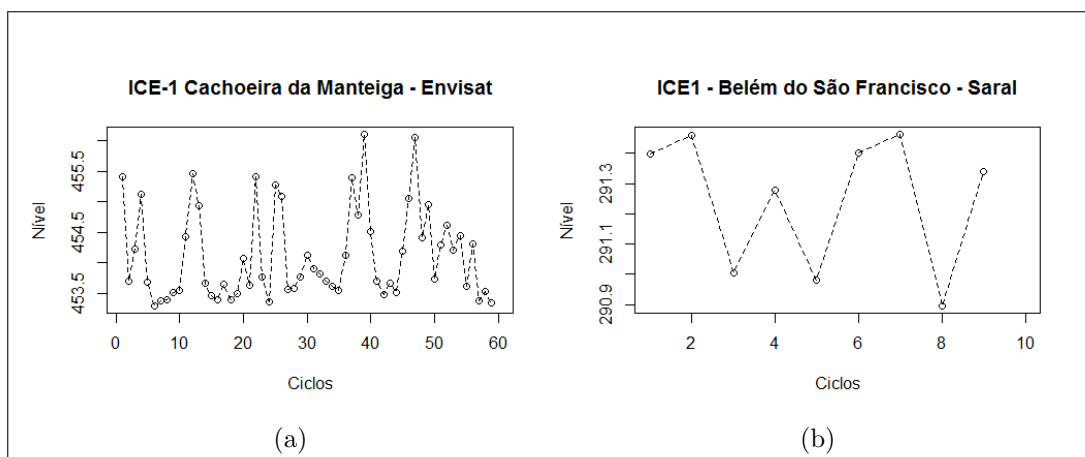 ICE-1 Cachoeira da Manteiga - Envisat
Nível
453.5 454.5 455.5
0 10 20 30 40 50 60
Ciclos
(a)
ICE1 - Belém do São Francisco - Saral
Nível
290.9 291.1 291.3
2 4 6 8 10
Ciclos
(b)